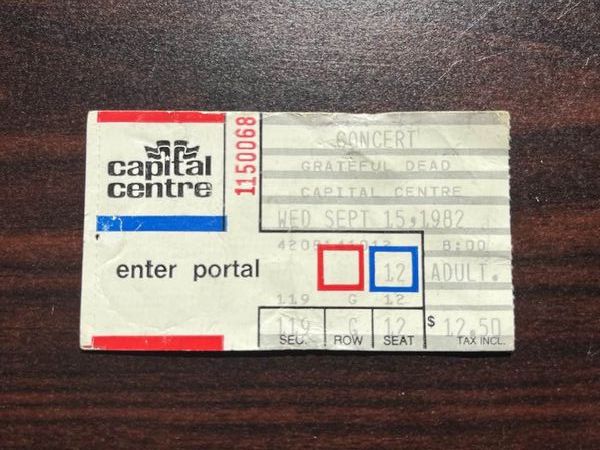 capital
centre
1150068
CONCERT
GRATEFUL DEAD
CAPITAL CENTRE
WED SEPT 15,1982
8:00
enter portal
12 ADULT.
119 G 12
119 G 12 $ 12.50
SEC. ROW SEAT TAX INCL.